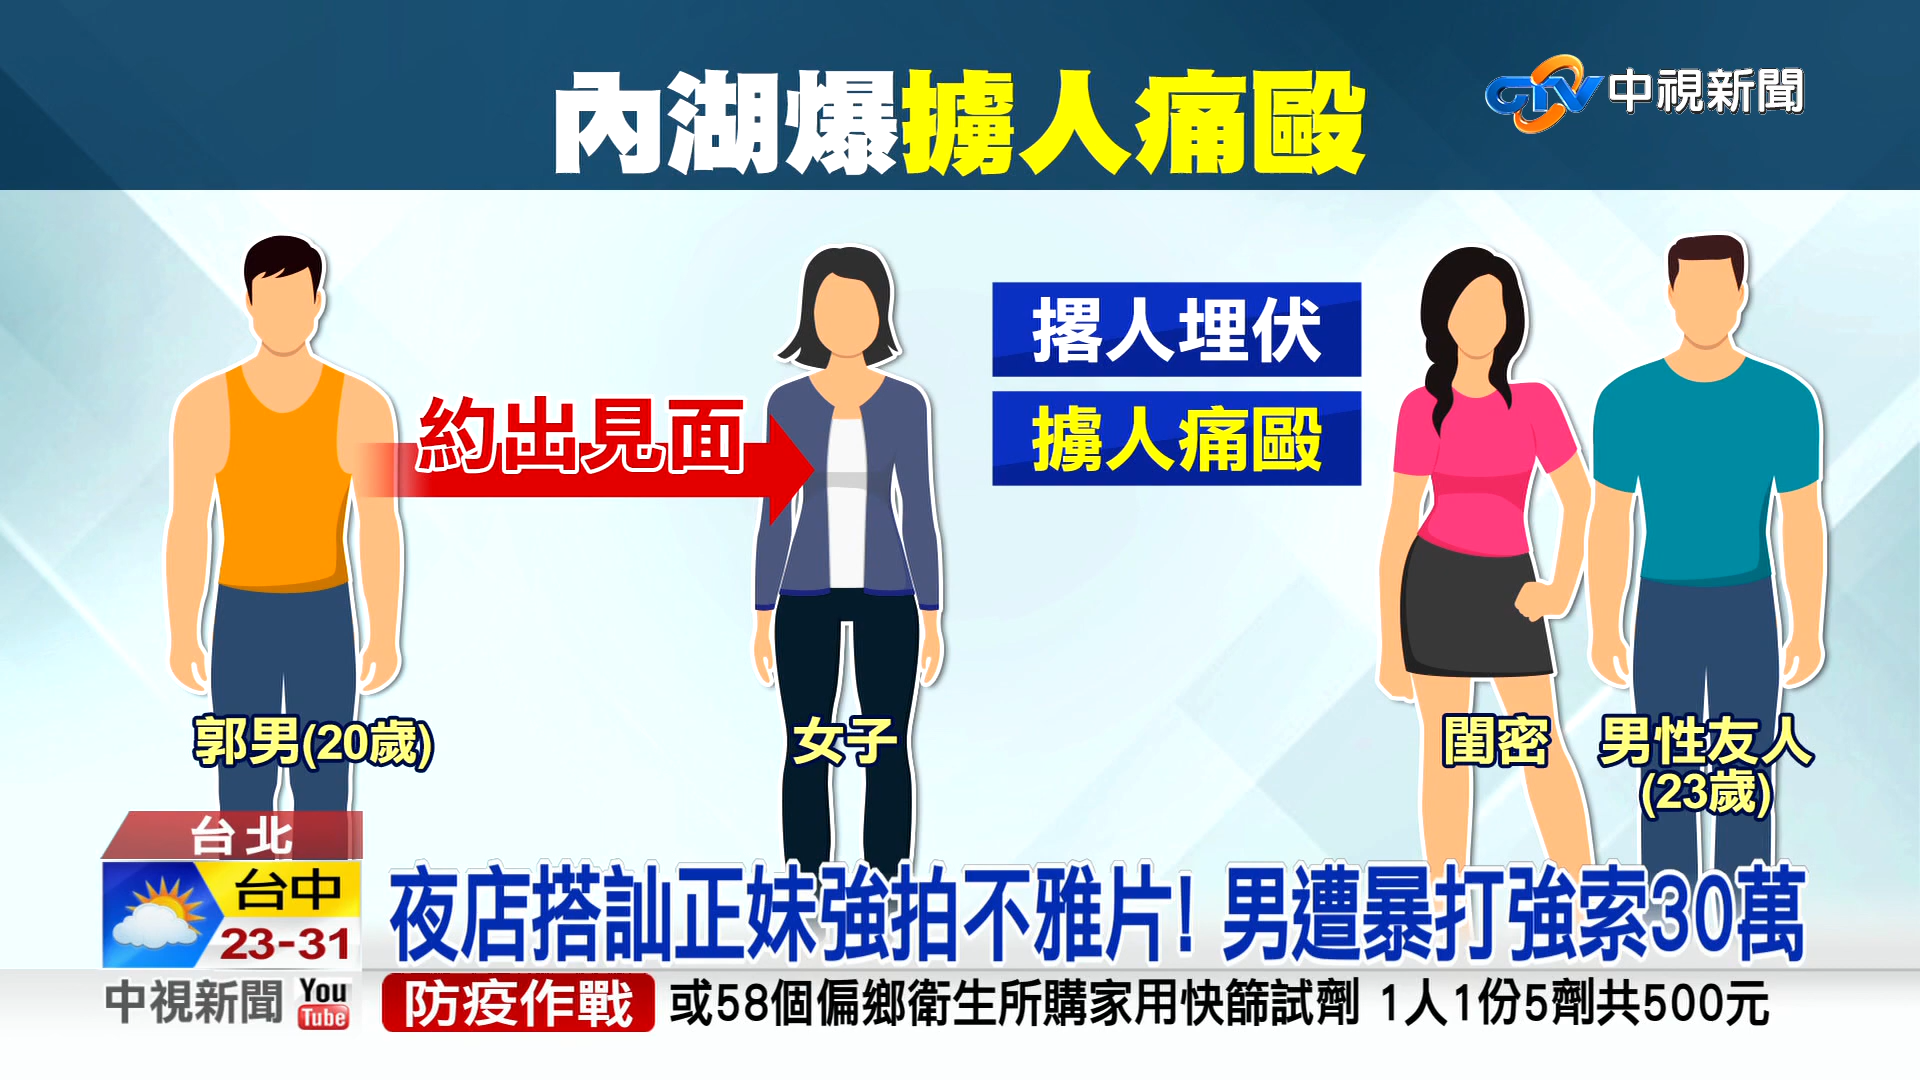 內湖爆擄人痛毆
CTV 中視新聞
撂人埋伏
擄人痛毆
約出見面
郭男(20歲)
女子
閨密
男性友人
(23歲)
台北
台中
23-31
夜店搭訕正妹強拍不雅片! 男遭暴打強索30萬
中視新聞
You
Tube
防疫作戰
或58個偏鄉衛生所購家用快篩試劑 1人1份5劑共500元